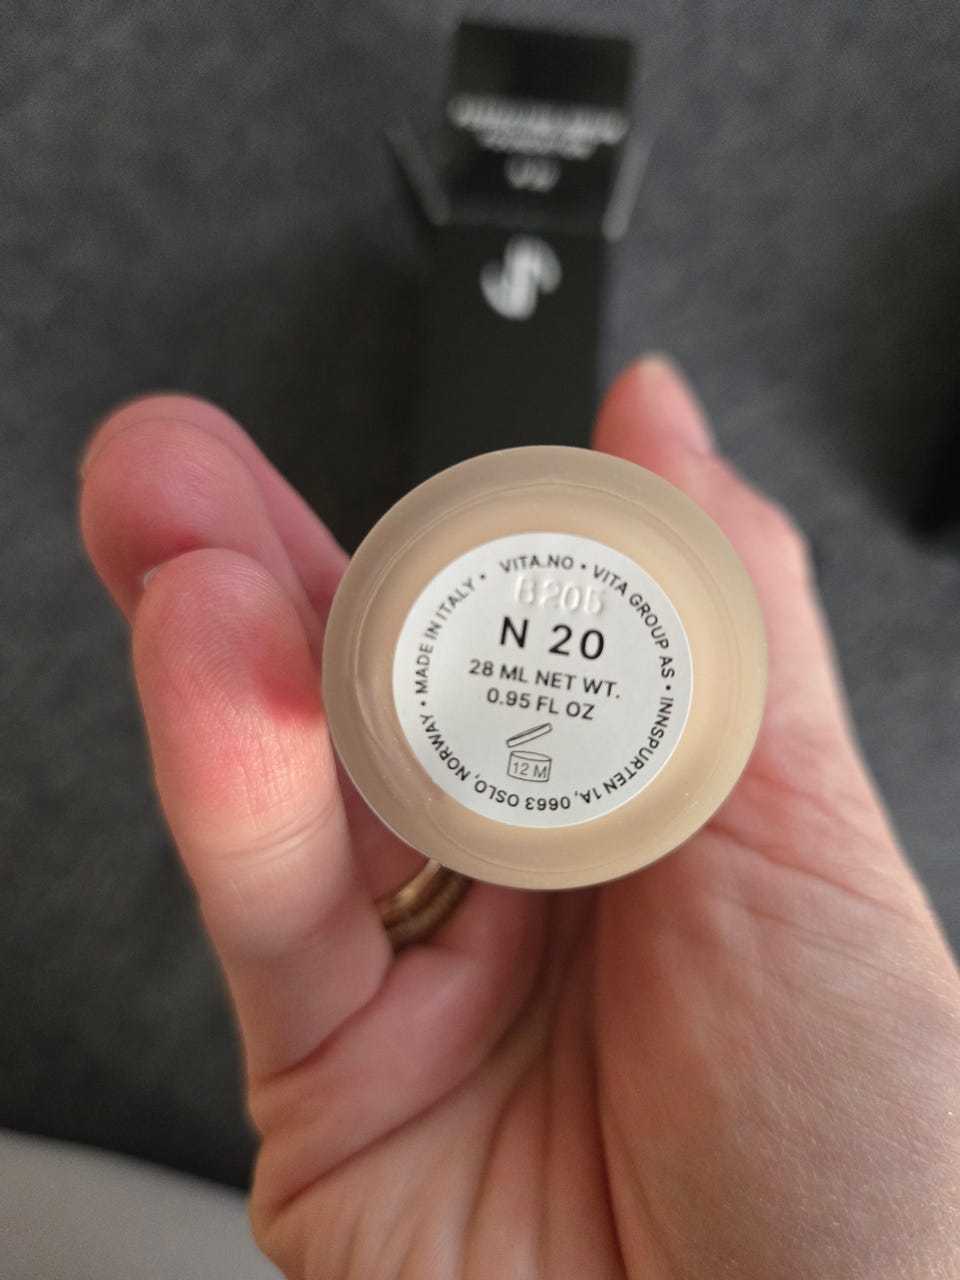 VITA.NO • VITA GROUP AS • INNSPURTEN 1A, 0663 OSLO, NORWAY • MADE IN ITALY •
8205
N 20
28 ML NET WT.
0.95 FL OZ
12 M